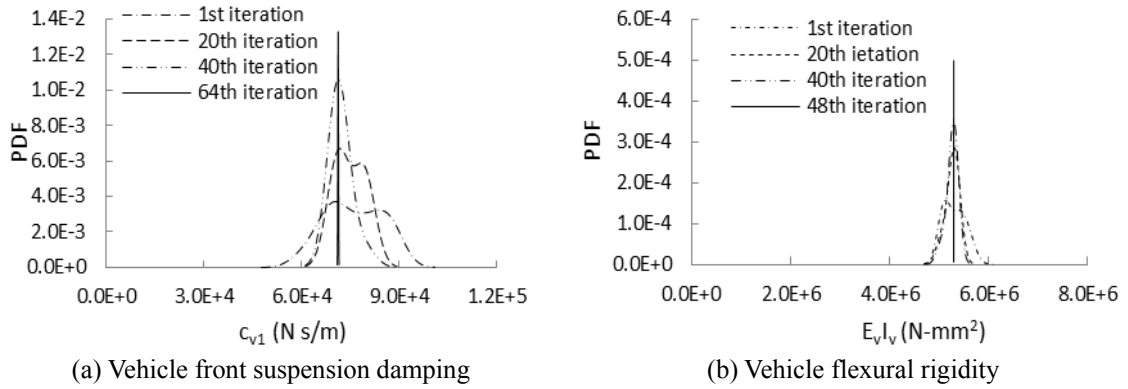 1.4E-2
1.2E-2
1.0E-2
8.0E-3
6.0E-3
4.0E-3
2.0E-3
0.0E+0
PDF
1st iteration
20th iteration
40th iteration
64th iteration
0.0E+0 3.0E+4 6.0E+4 9.0E+4 1.2E+5
c_v1 (N s/m)
(a) Vehicle front suspension damping
6.0E-4
5.0E-4
4.0E-4
3.0E-4
2.0E-4
1.0E-4
0.0E+0
PDF
1st iteration
20th ietation
40th iteration
48th iteration
0.0E+0 2.0E+6 4.0E+6 6.0E+6 8.0E+6
E_vI_v (N-mm²)
(b) Vehicle flexural rigidity